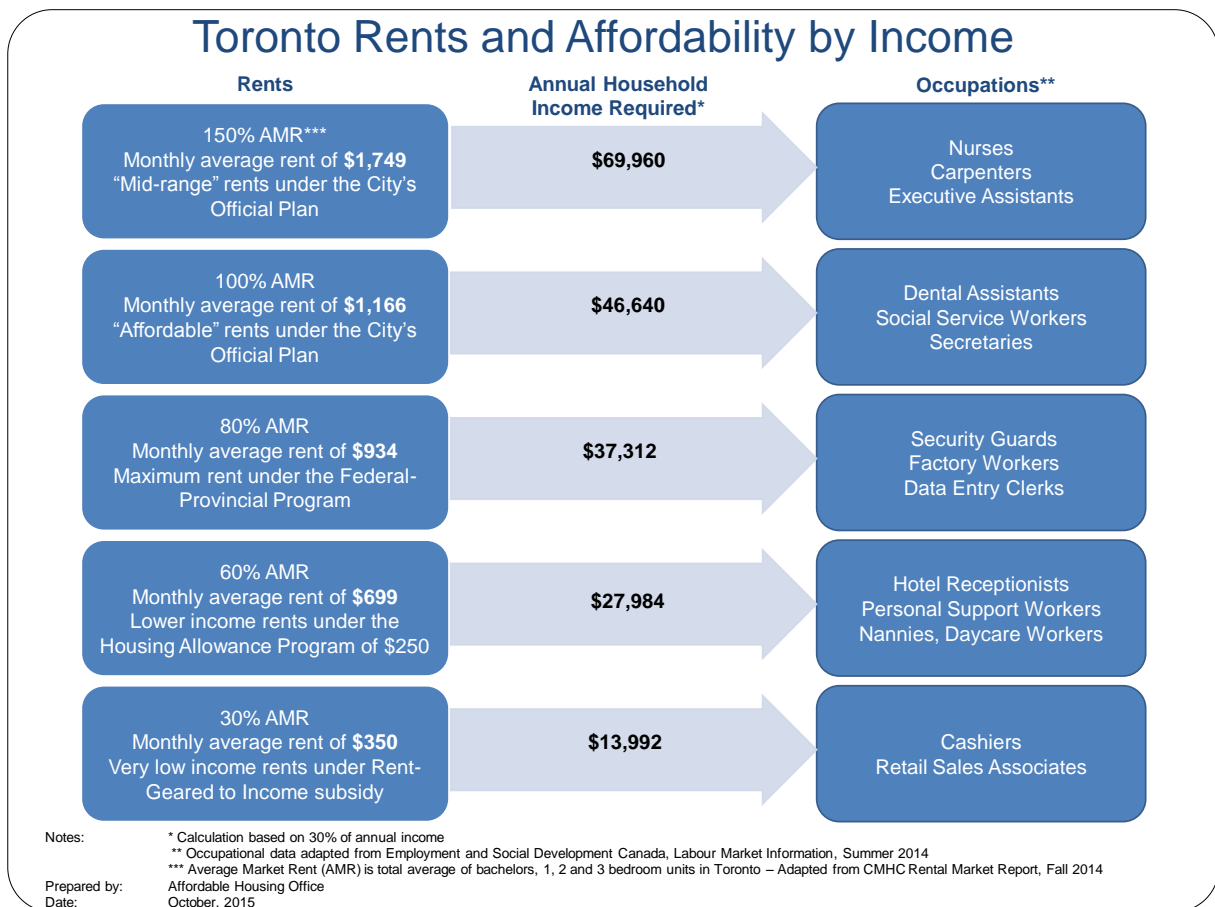 Toronto Rents and Affordability by Income
Rents
Annual Household
Income Required*
Occupations**
150% AMR***
Monthly average rent of $1,749
“Mid-range” rents under the City’s
Official Plan
$69,960
Nurses
Carpenters
Executive Assistants
100% AMR
Monthly average rent of $1,166
“Affordable” rents under the City’s
Official Plan
$46,640
Dental Assistants
Social Service Workers
Secretaries
80% AMR
Monthly average rent of $934
Maximum rent under the Federal-
Provincial Program
$37,312
Security Guards
Factory Workers
Data Entry Clerks
60% AMR
Monthly average rent of $699
Lower income rents under the
Housing Allowance Program of $250
$27,984
Hotel Receptionists
Personal Support Workers
Nannies, Daycare Workers
30% AMR
Monthly average rent of $350
Very low income rents under Rent-
Geared to Income subsidy
$13,992
Cashiers
Retail Sales Associates
Notes: * Calculation based on 30% of annual income
** Occupational data adapted from Employment and Social Development Canada, Labour Market Information, Summer 2014
*** Average Market Rent (AMR) is total average of bachelors, 1, 2 and 3 bedroom units in Toronto – Adapted from CMHC Rental Market Report, Fall 2014
Prepared by: Affordable Housing Office
Date: October, 2015